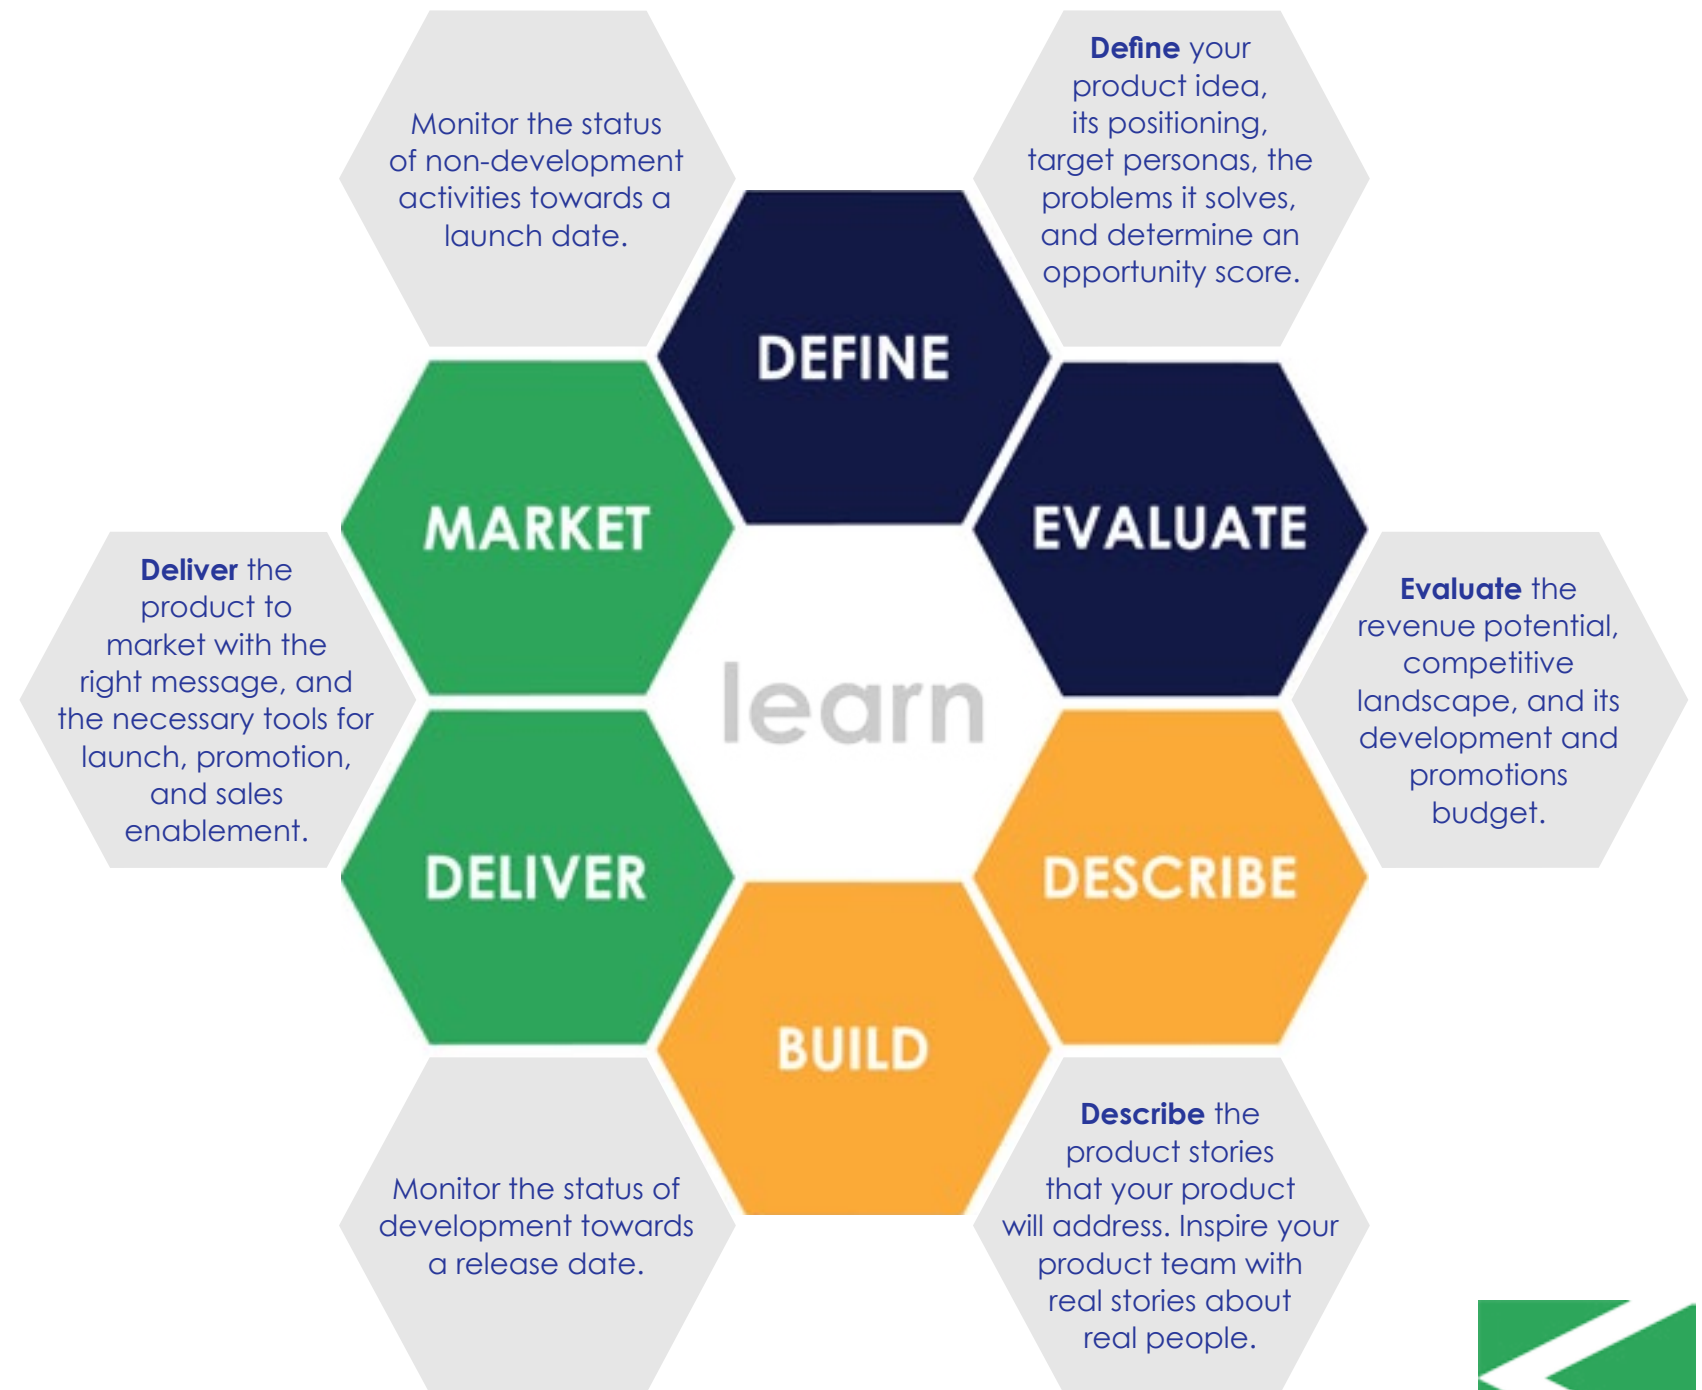 Monitor the status
of non-development
activities towards a
launch date.
Define your
product idea,
its positioning,
target personas, the
problems it solves,
and determine an
opportunity score.
DEFINE
MARKET
EVALUATE
Deliver the
product to
market with the
right message, and
the necessary tools for
launch, promotion,
and sales
enablement.
learn
Evaluate the
revenue potential,
competitive
landscape, and its
development and
promotions
budget.
DELIVER
DESCRIBE
BUILD
Monitor the status of
development towards
a release date.
Describe the
product stories
that your product
will address. Inspire your
product team with
real stories about
real people.